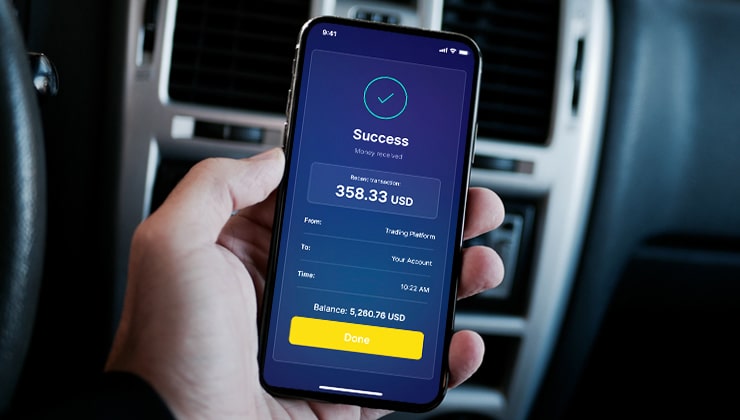 9:41
Success
Money received
Recent transaction:
358.33 USD
From: Trading Platform
To: Your Account
Time: 10:22 AM
Balance: 5,260.76 USD
Done